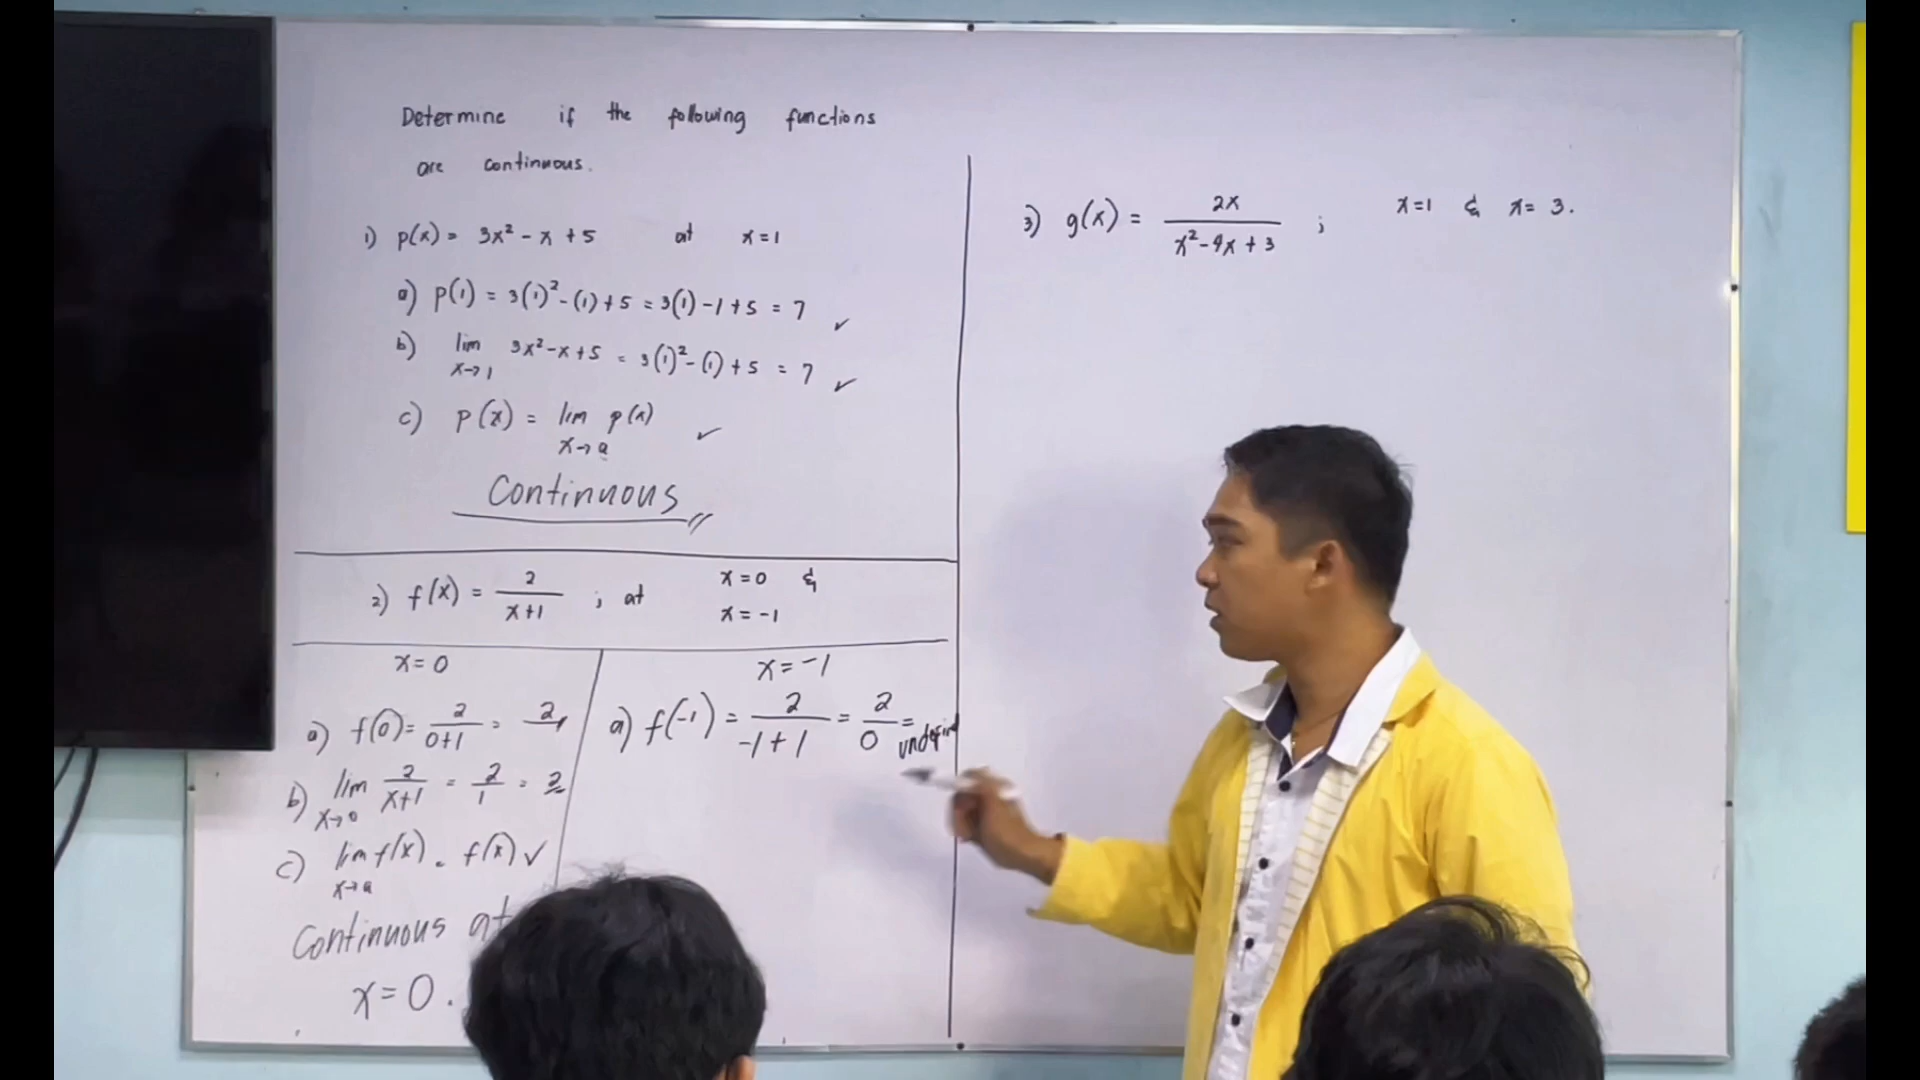 Determine if the following functions
are continuous.
1) p(x) = 3x² - x + 5 at x = 1
a) p(1) = 3(1)² - (1) + 5 = 3(1) - 1 + 5 = 7 ✓
b) lim x→1 3x² - x + 5 = 3(1)² - (1) + 5 = 7 ✓
c) p(x) = lim x→a p(x) ✓
Continuous
2) f(x) = 2/(x+1) ; at x = 0 &
x = -1
x = 0
a) f(0) = 2/(0+1) = 2
b) lim x→0 2/(x+1) = 2/1 = 2
c) lim x→a f(x) = f(x) ✓
Continuous at
x = 0.
x = -1
a) f(-1) = 2/(-1+1) = 2/0 =
3) g(x) = 2x/(x² - 4x + 3) ; x = 1 & x = 3.